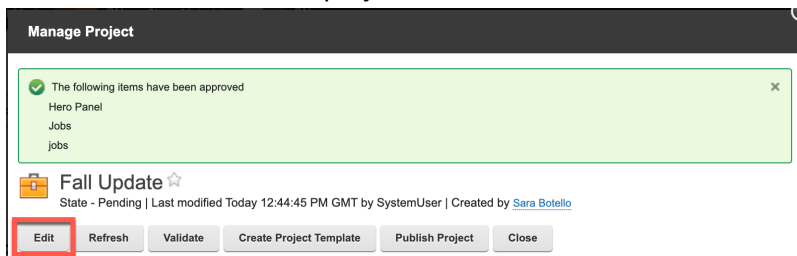 Manage Project
The following items have been approved
Hero Panel
Jobs
jobs
Fall Update
State - Pending | Last modified Today 12:44:45 PM GMT by SystemUser | Created by Sara Botello
Edit Refresh Validate Create Project Template Publish Project Close